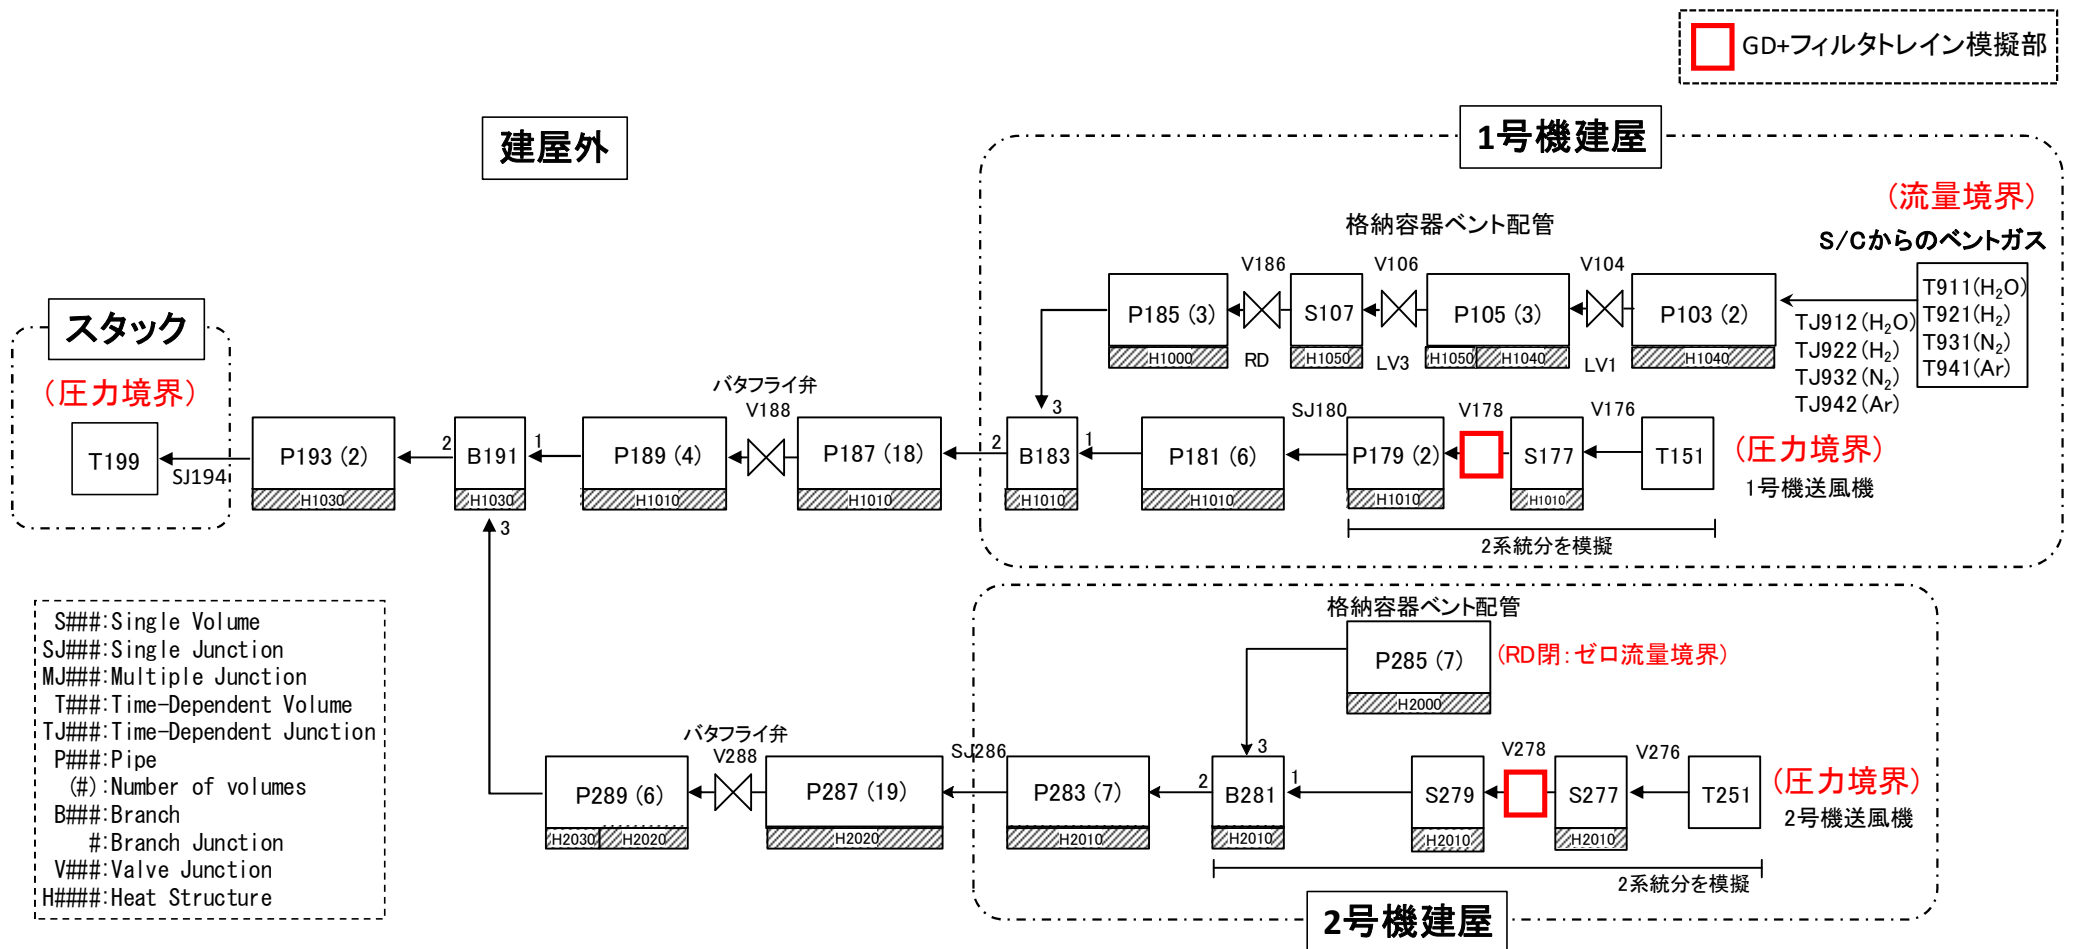 GD+フィルタトレイン模擬部
建屋外
1号機建屋
(流量境界)
格納容器ベント配管
S/Cからのベントガス
V186
V106
V104
P185 (3)
S107
P105 (3)
P103 (2)
T911(H₂O)
T921(H₂)
T931(N₂)
T941(Ar)
TJ912(H₂O)
TJ922(H₂)
TJ932(N₂)
TJ942(Ar)
H1000
H1050
H1050
H1040
H1040
RD
LV3
LV1
スタック
(圧力境界)
バタフライ弁
V188
3
SJ180
V178
V176
T199
SJ194
P193 (2)
2
B191
1
P189 (4)
P187 (18)
2
B183
1
P181 (6)
P179 (2)
S177
T151
(圧力境界)
1号機送風機
H1030
H1030
H1010
H1010
H1010
H1010
H1010
H1010
3
2系統分を模擬
格納容器ベント配管
P285 (7)
(RD閉:ゼロ流量境界)
H2000
バタフライ弁
V288
SJ286
3
V278
V276
P289 (6)
P287 (19)
P283 (7)
2
B281
1
S279
S277
T251
(圧力境界)
2号機送風機
H2030
H2020
H2020
H2010
H2010
H2010
H2010
2系統分を模擬
2号機建屋
S###:Single Volume
SJ###:Single Junction
MJ###:Multiple Junction
T###:Time-Dependent Volume
TJ###:Time-Dependent Junction
P###:Pipe
(#):Number of volumes
B###:Branch
#:Branch Junction
V###:Valve Junction
H####:Heat Structure